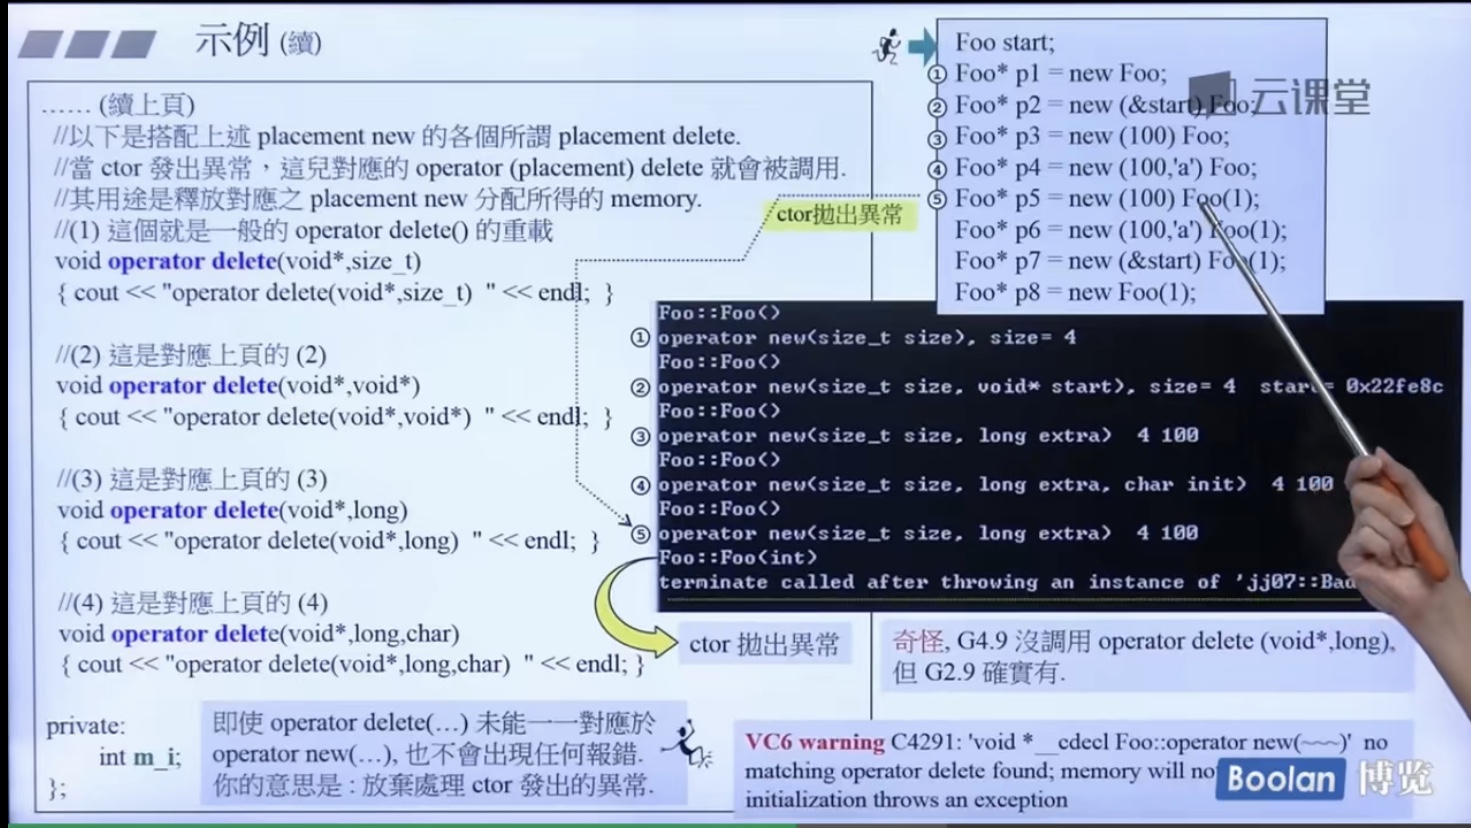 示例 (續)
…… (續上頁)
//以下是搭配上述 placement new 的各個所謂 placement delete.
//當 ctor 發出異常，這兒對應的 operator (placement) delete 就會被調用.
//其用途是釋放對應之 placement new 分配所得的 memory.
//(1) 這個就是一般的 operator delete() 的重載
void operator delete(void*,size_t)
{ cout << "operator delete(void*,size_t) " << endl; }
//(2) 這是對應上頁的 (2)
void operator delete(void*,void*)
{ cout << "operator delete(void*,void*) " << endl; }
//(3) 這是對應上頁的 (3)
void operator delete(void*,long)
{ cout << "operator delete(void*,long) " << endl; }
//(4) 這是對應上頁的 (4)
void operator delete(void*,long,char)
{ cout << "operator delete(void*,long,char) " << endl; }
private:
int m_i;
};
即使 operator delete(…) 未能一一對應於
operator new(…), 也不會出現任何報錯.
你的意思是 : 放棄處理 ctor 發出的異常.
Foo start;
① Foo* p1 = new Foo;
② Foo* p2 = new (&start) Foo;
③ Foo* p3 = new (100) Foo;
④ Foo* p4 = new (100,'a') Foo;
⑤ Foo* p5 = new (100) Foo(1);
Foo* p6 = new (100,'a') Foo(1);
Foo* p7 = new (&start) Foo(1);
Foo* p8 = new Foo(1);
云课堂
ctor拋出異常
Foo::Foo()
① operator new(size_t size), size= 4
Foo::Foo()
② operator new(size_t size, void* start), size= 4 start= 0x22fe8c
Foo::Foo()
③ operator new(size_t size, long extra) 4 100
Foo::Foo()
④ operator new(size_t size, long extra, char init) 4 100
Foo::Foo()
⑤ operator new(size_t size, long extra) 4 100
Foo::Foo(int)
terminate called after throwing an instance of 'jj07::Bad
ctor 拋出異常
奇怪, G4.9 沒調用 operator delete (void*,long),
但 G2.9 確實有.
VC6 warning C4291: 'void *__cdecl Foo::operator new(~~~)' no
matching operator delete found; memory will no
initialization throws an exception
Boolan 博览